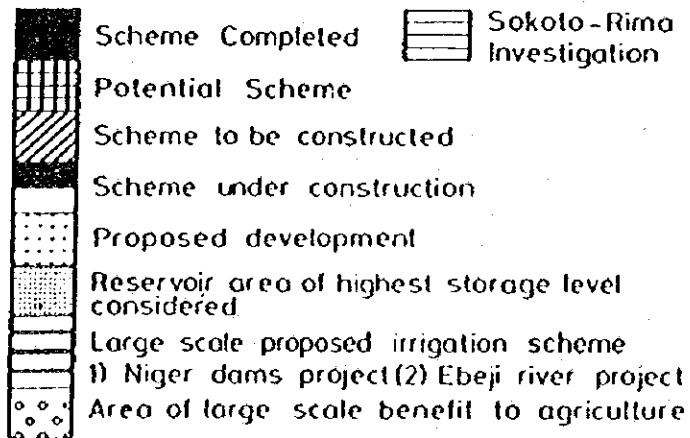 Scheme Completed
Sokoto-Rima
Investigation
Potential Scheme
Scheme to be constructed
Scheme under construction
Proposed development
Reservoir area of highest storage level
considered
Large scale proposed irrigation scheme
1) Niger dams project (2) Ebeji river project
Area of large scale benefit to agriculture